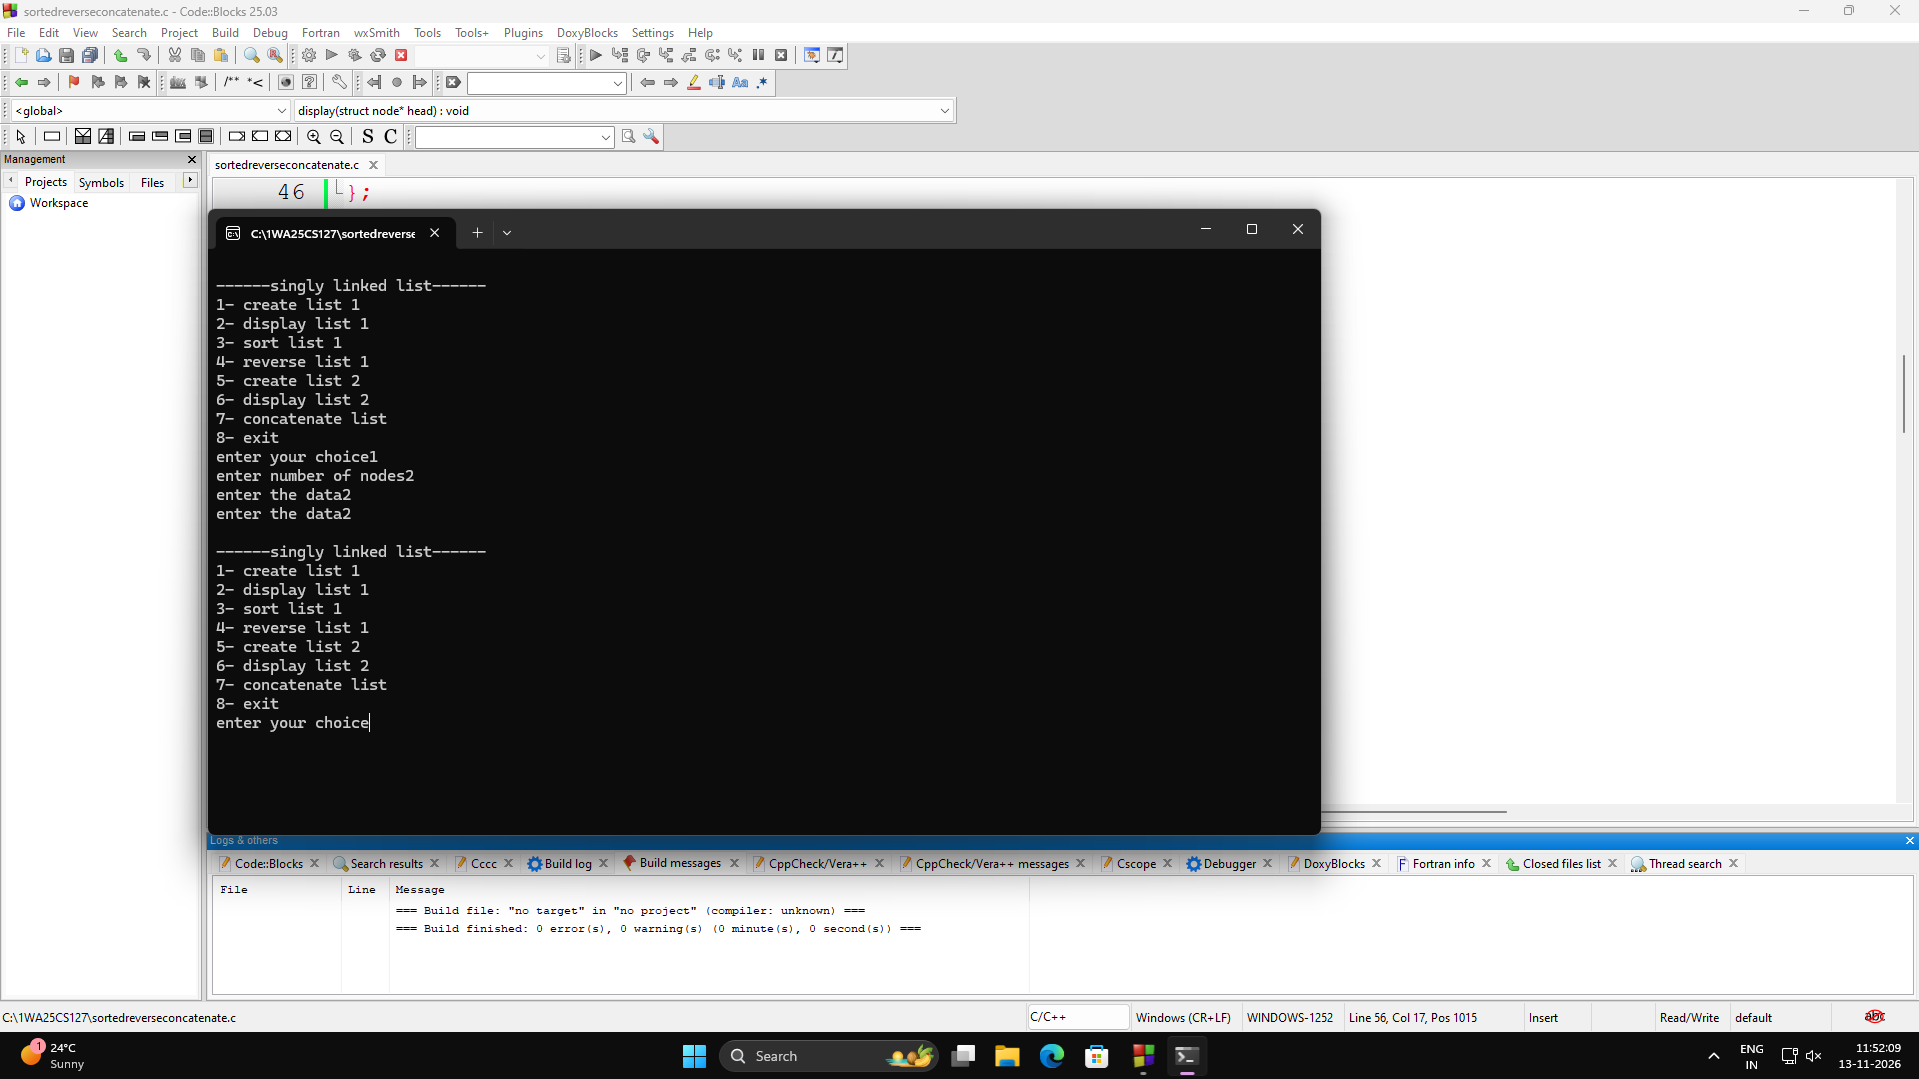 sortedreverseconcatenate.c - Code::Blocks 25.03
File Edit View Search Project Build Debug Fortran wxSmith Tools Tools+ Plugins DoxyBlocks Settings Help
/** *<
Aa .*
<global> display(struct node* head) : void
S C
Management
sortedreverseconcatenate.c
Projects Symbols Files
46 };
Workspace
C:\1WA25CS127\sortedreverse
------singly linked list------
1- create list 1
2- display list 1
3- sort list 1
4- reverse list 1
5- create list 2
6- display list 2
7- concatenate list
8- exit
enter your choice1
enter number of nodes2
enter the data2
enter the data2
------singly linked list------
1- create list 1
2- display list 1
3- sort list 1
4- reverse list 1
5- create list 2
6- display list 2
7- concatenate list
8- exit
enter your choice
Logs & others
Code::Blocks Search results Cccc Build log Build messages CppCheck/Vera++ CppCheck/Vera++ messages Cscope Debugger DoxyBlocks Fortran info Closed files list Thread search
File Line Message
=== Build file: "no target" in "no project" (compiler: unknown) ===
=== Build finished: 0 error(s), 0 warning(s) (0 minute(s), 0 second(s)) ===
C:\1WA25CS127\sortedreverseconcatenate.c C/C++ Windows (CR+LF) WINDOWS-1252 Line 56, Col 17, Pos 1015 Insert Read/Write default abc
1 24°C
Sunny
Search
ENG
IN
11:52:09
13-11-2026